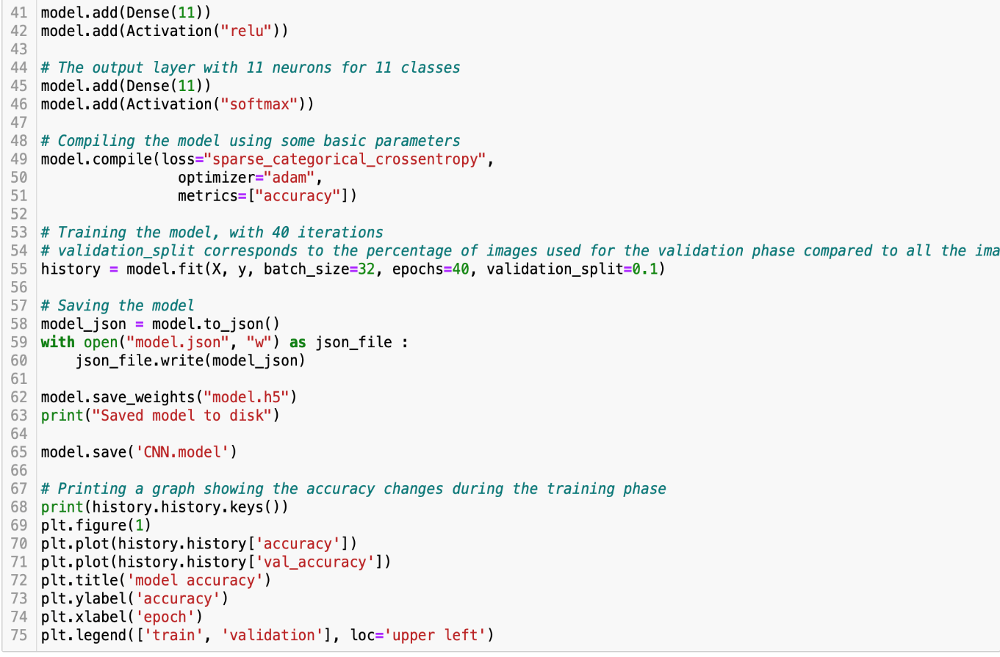 41 model.add(Dense(11))
42 model.add(Activation("relu"))
43
44 # The output layer with 11 neurons for 11 classes
45 model.add(Dense(11))
46 model.add(Activation("softmax"))
47
48 # Compiling the model using some basic parameters
49 model.compile(loss="sparse_categorical_crossentropy",
50                 optimizer="adam",
51                 metrics=["accuracy"])
52
53 # Training the model, with 40 iterations
54 # validation_split corresponds to the percentage of images used for the validation phase compared to all the ima
55 history = model.fit(X, y, batch_size=32, epochs=40, validation_split=0.1)
56
57 # Saving the model
58 model_json = model.to_json()
59 with open("model.json", "w") as json_file :
60     json_file.write(model_json)
61
62 model.save_weights("model.h5")
63 print("Saved model to disk")
64
65 model.save('CNN.model')
66
67 # Printing a graph showing the accuracy changes during the training phase
68 print(history.history.keys())
69 plt.figure(1)
70 plt.plot(history.history['accuracy'])
71 plt.plot(history.history['val_accuracy'])
72 plt.title('model accuracy')
73 plt.ylabel('accuracy')
74 plt.xlabel('epoch')
75 plt.legend(['train', 'validation'], loc='upper left')